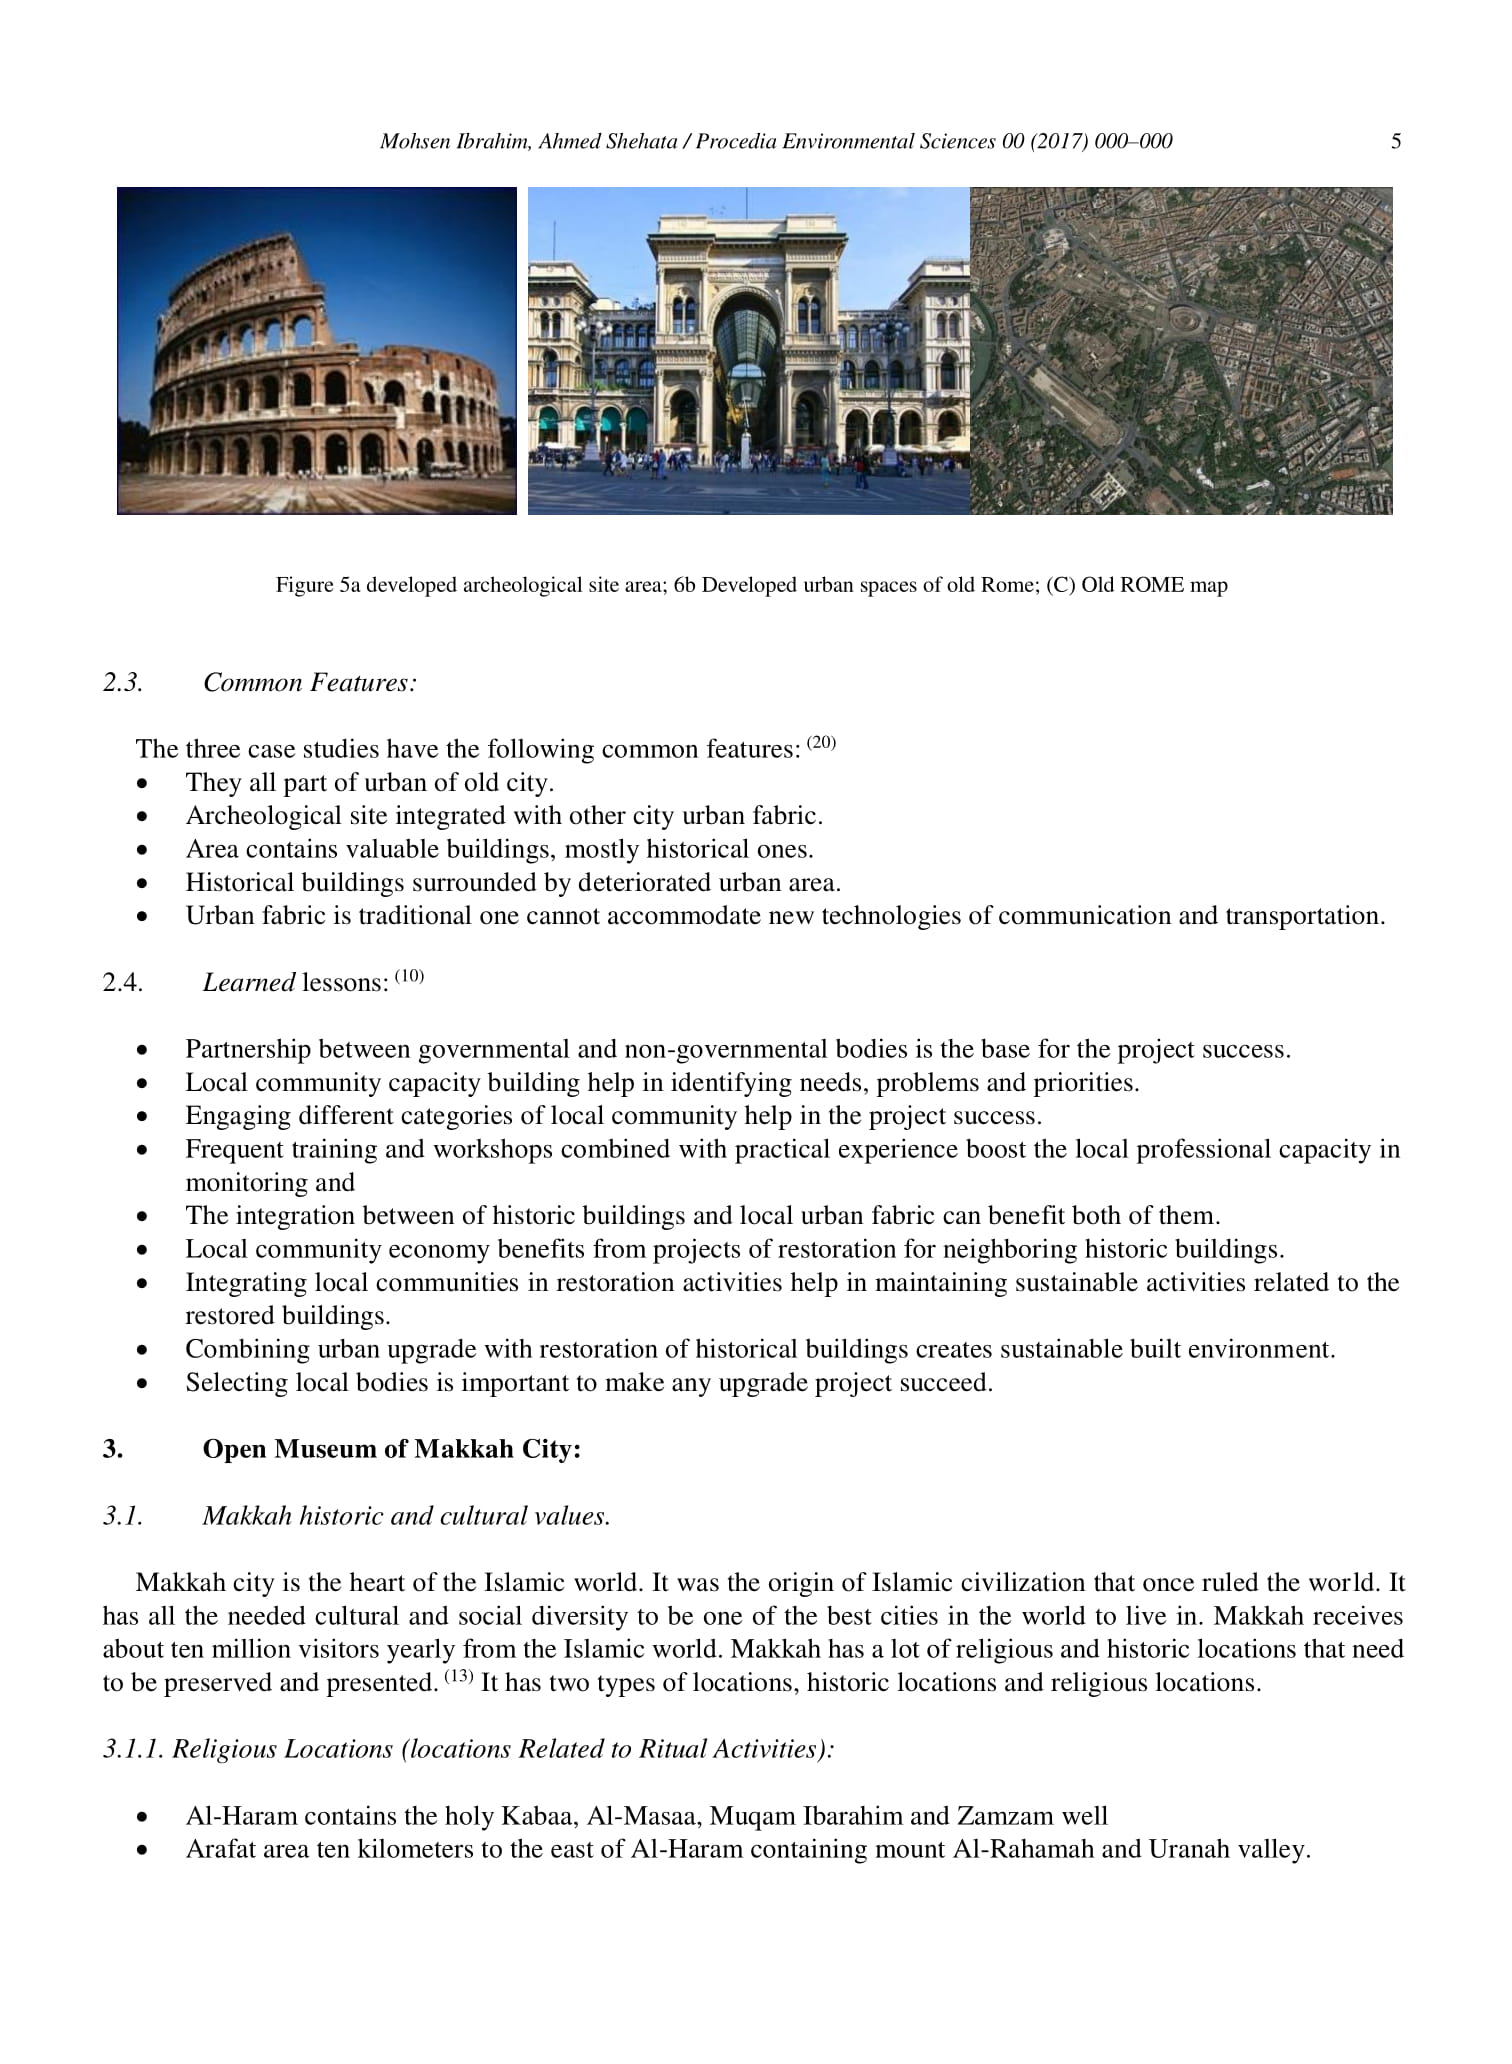 Mohsen Ibrahim, Ahmed Shehata / Procedia Environmental Sciences 00 (2017) 000–000 5
Figure 5a developed archeological site area; 6b Developed urban spaces of old Rome; (C) Old ROME map
2.3. Common Features:
The three case studies have the following common features: (20)
• They all part of urban of old city.
• Archeological site integrated with other city urban fabric.
• Area contains valuable buildings, mostly historical ones.
• Historical buildings surrounded by deteriorated urban area.
• Urban fabric is traditional one cannot accommodate new technologies of communication and transportation.
2.4. Learned lessons: (10)
• Partnership between governmental and non-governmental bodies is the base for the project success.
• Local community capacity building help in identifying needs, problems and priorities.
• Engaging different categories of local community help in the project success.
• Frequent training and workshops combined with practical experience boost the local professional capacity in
monitoring and
• The integration between of historic buildings and local urban fabric can benefit both of them.
• Local community economy benefits from projects of restoration for neighboring historic buildings.
• Integrating local communities in restoration activities help in maintaining sustainable activities related to the
restored buildings.
• Combining urban upgrade with restoration of historical buildings creates sustainable built environment.
• Selecting local bodies is important to make any upgrade project succeed.
3. Open Museum of Makkah City:
3.1. Makkah historic and cultural values.
Makkah city is the heart of the Islamic world. It was the origin of Islamic civilization that once ruled the world. It
has all the needed cultural and social diversity to be one of the best cities in the world to live in. Makkah receives
about ten million visitors yearly from the Islamic world. Makkah has a lot of religious and historic locations that need
to be preserved and presented. (13) It has two types of locations, historic locations and religious locations.
3.1.1. Religious Locations (locations Related to Ritual Activities):
• Al-Haram contains the holy Kabaa, Al-Masaa, Muqam Ibarahim and Zamzam well
• Arafat area ten kilometers to the east of Al-Haram containing mount Al-Rahamah and Uranah valley.